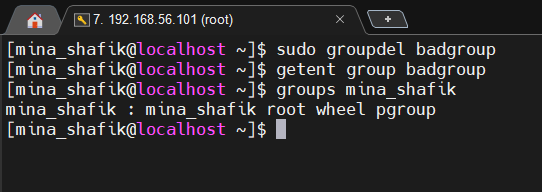 7. 192.168.56.101 (root)
[mina_shafik@localhost ~]$ sudo groupdel badgroup
[mina_shafik@localhost ~]$ getent group badgroup
[mina_shafik@localhost ~]$ groups mina_shafik
mina_shafik : mina_shafik root wheel pgroup
[mina_shafik@localhost ~]$